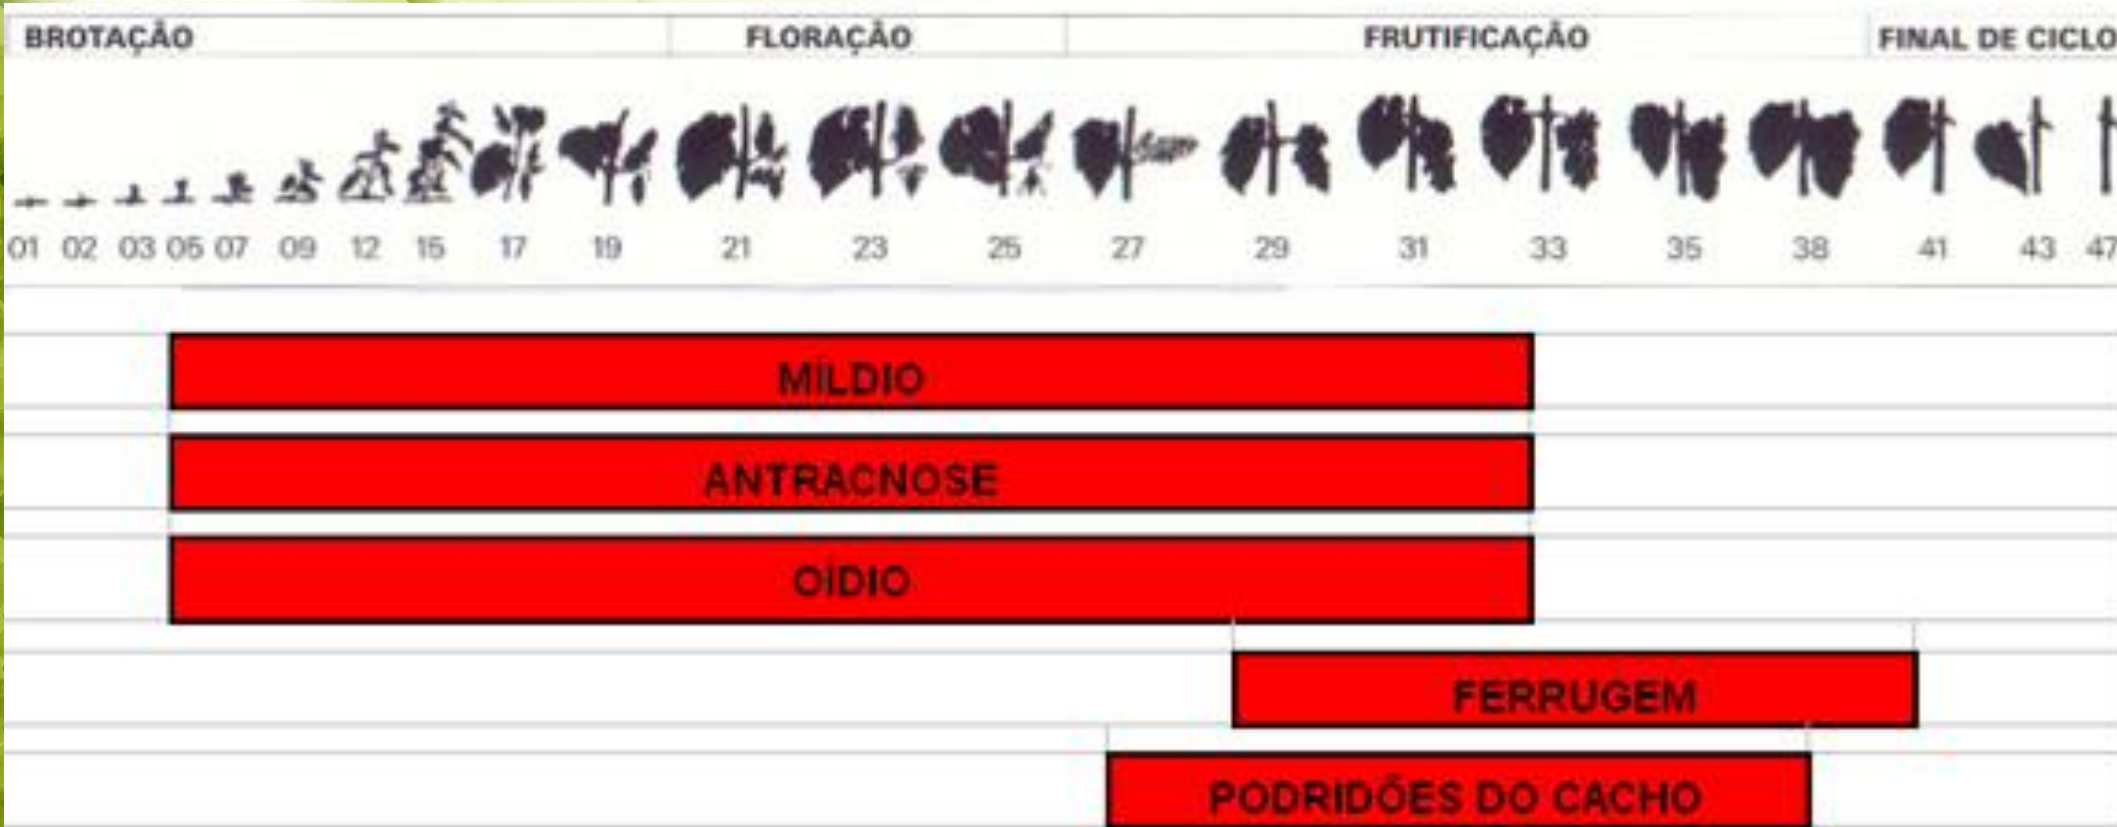 BROTAÇÃO FLORAÇÃO FRUTIFICAÇÃO FINAL DE CICLO
01 02 03 05 07 09 12 15 17 19 21 23 25 27 29 31 33 35 38 41 43 47
MÍLDIO
ANTRACNOSE
OÍDIO
FERRUGEM
PODRIDÕES DO CACHO